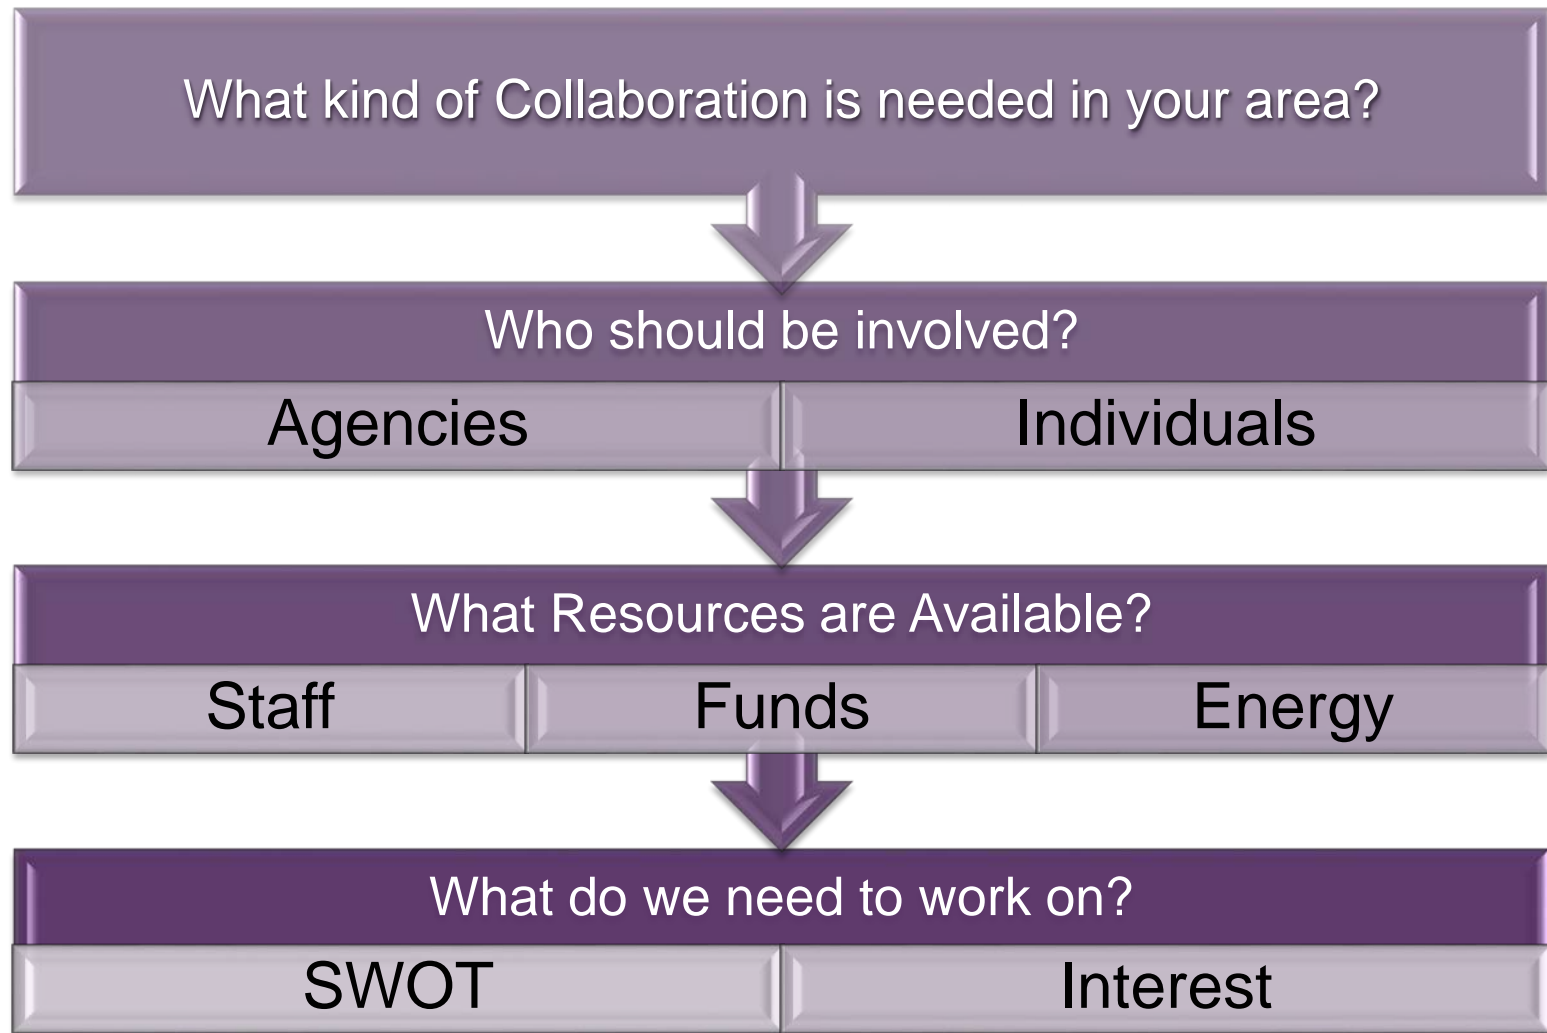 What kind of Collaboration is needed in your area?
Who should be involved?
Agencies
Individuals
What Resources are Available?
Staff
Funds
Energy
What do we need to work on?
SWOT
Interest